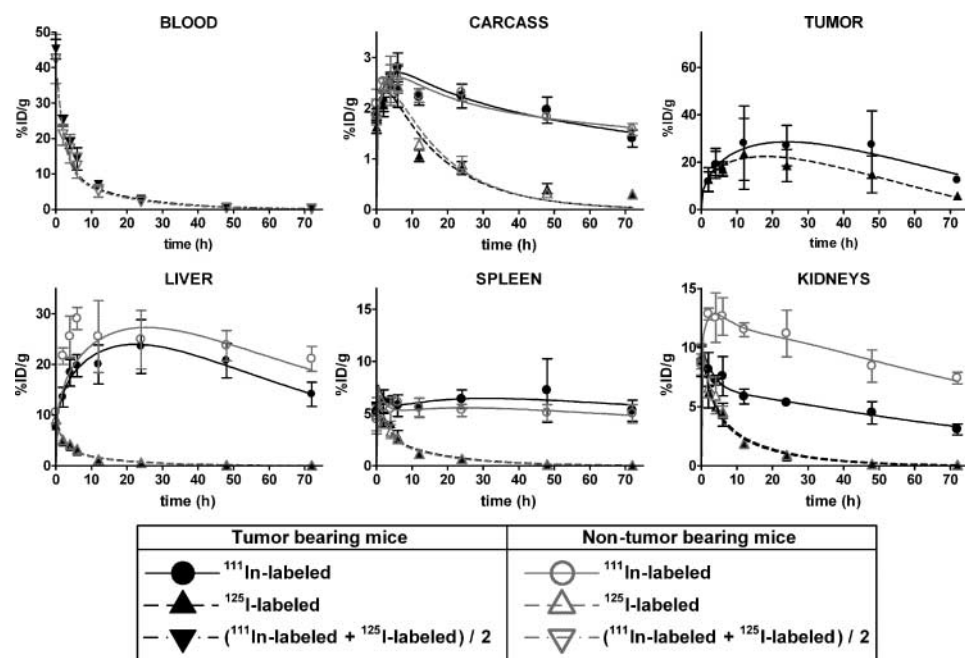 BLOOD
CARCASS
TUMOR
%ID/g
50
40
30
20
10
0
0 10 20 30 40 50 60 70
time (h)
%ID/g
4
3
2
1
0
0 10 20 30 40 50 60 70
time (h)
%ID/g
60
40
20
0
0 10 20 30 40 50 60 70
time (h)
LIVER
SPLEEN
KIDNEYS
%ID/g
30
20
10
0
0 10 20 30 40 50 60 70
time (h)
%ID/g
15
10
5
0
0 10 20 30 40 50 60 70
time (h)
%ID/g
15
10
5
0
0 10 20 30 40 50 60 70
time (h)
Tumor bearing mice
Non-tumor bearing mice
¹¹¹In-labeled
¹¹¹In-labeled
¹²⁵I-labeled
¹²⁵I-labeled
(¹¹¹In-labeled + ¹²⁵I-labeled) / 2
(¹¹¹In-labeled + ¹²⁵I-labeled) / 2